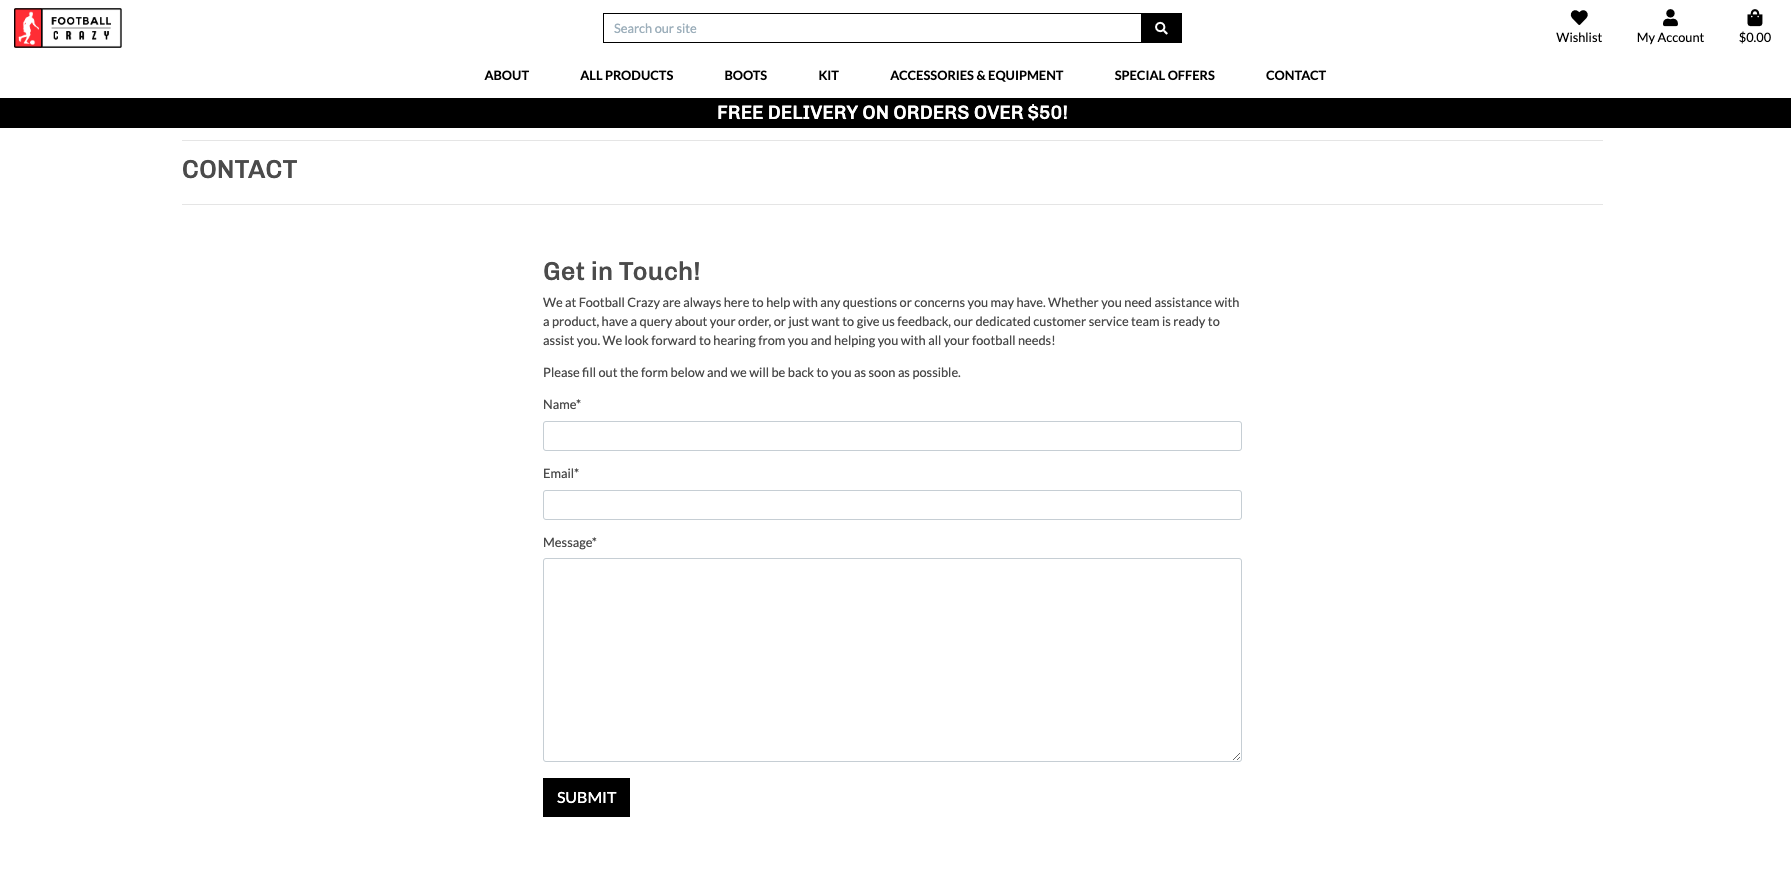 FOOTBALL
CRAZY
Search our site
Wishlist
My Account
$0.00
ABOUT
ALL PRODUCTS
BOOTS
KIT
ACCESSORIES & EQUIPMENT
SPECIAL OFFERS
CONTACT
FREE DELIVERY ON ORDERS OVER $50!
CONTACT
Get in Touch!
We at Football Crazy are always here to help with any questions or concerns you may have. Whether you need assistance with
a product, have a query about your order, or just want to give us feedback, our dedicated customer service team is ready to
assist you. We look forward to hearing from you and helping you with all your football needs!
Please fill out the form below and we will be back to you as soon as possible.
Name*
Email*
Message*
SUBMIT